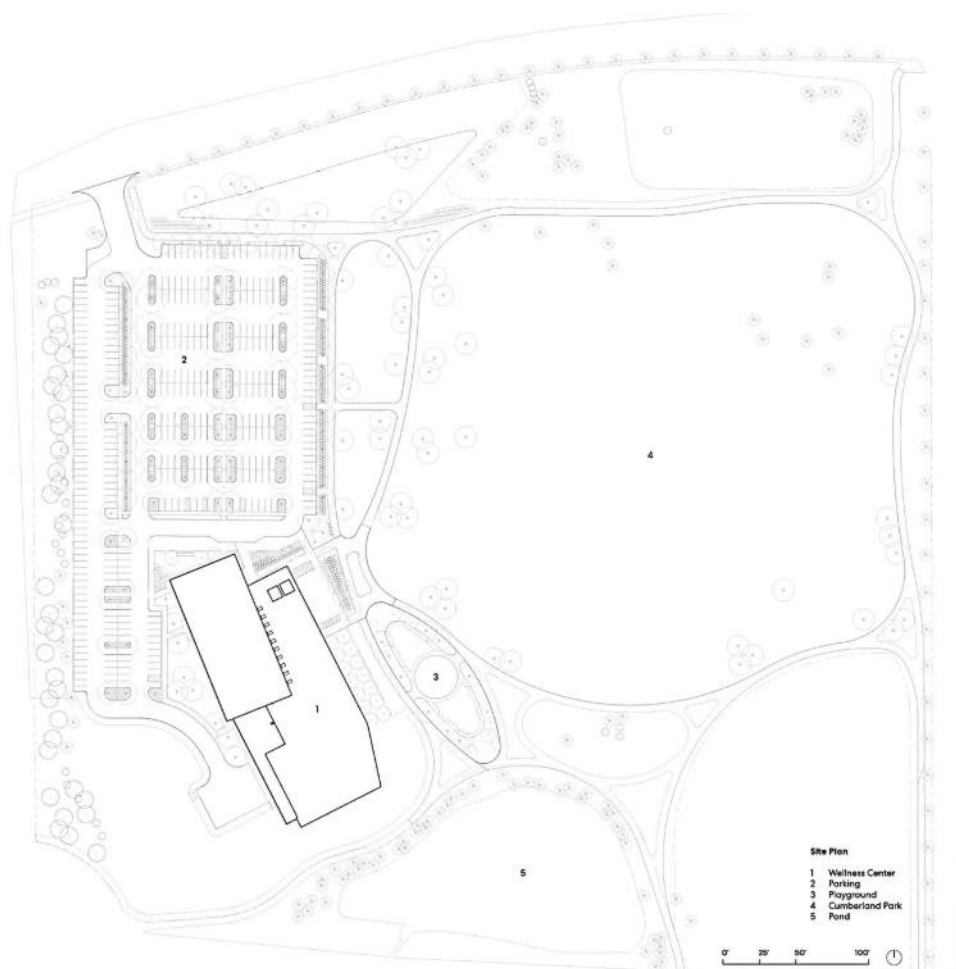 2
4
3
1
5
Site Plan
1 Wellness Center
2 Parking
3 Playground
4 Cumberland Park
5 Pond
0' 25' 50' 100'